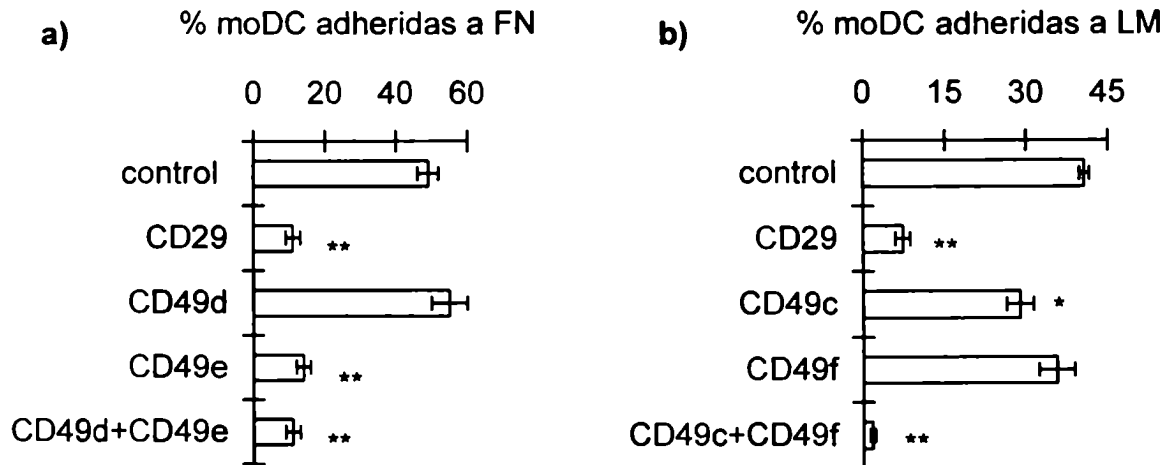 a) % moDC adheridas a FN
0 20 40 60
control
CD29 **
CD49d
CD49e **
CD49d+CD49e **
b) % moDC adheridas a LM
0 15 30 45
control
CD29 **
CD49c *
CD49f
CD49c+CD49f **